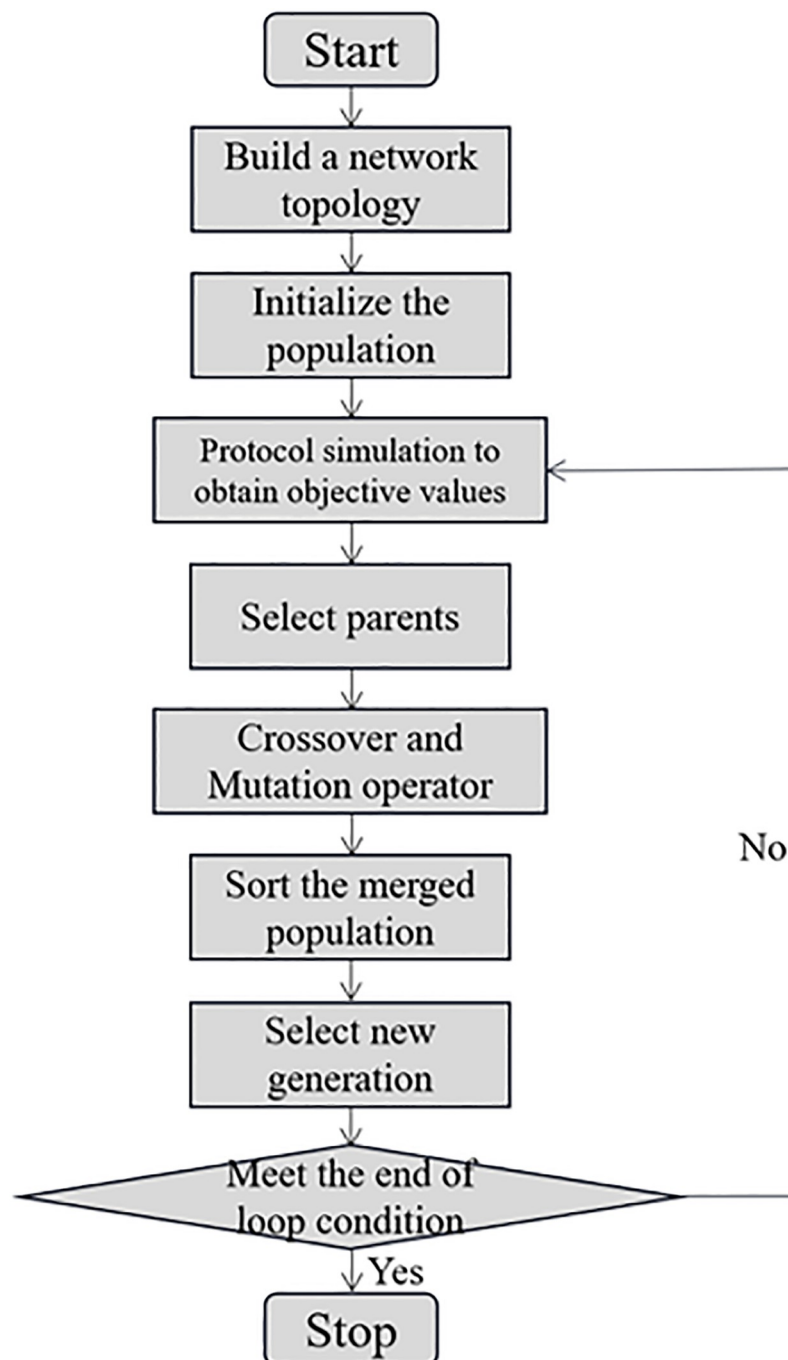 Start
Build a network
topology
Initialize the
population
Protocol simulation to
obtain objective values
Select parents
Crossover and
Mutation operator
No
Sort the merged
population
Select new
generation
Meet the end of
loop condition
Yes
Stop